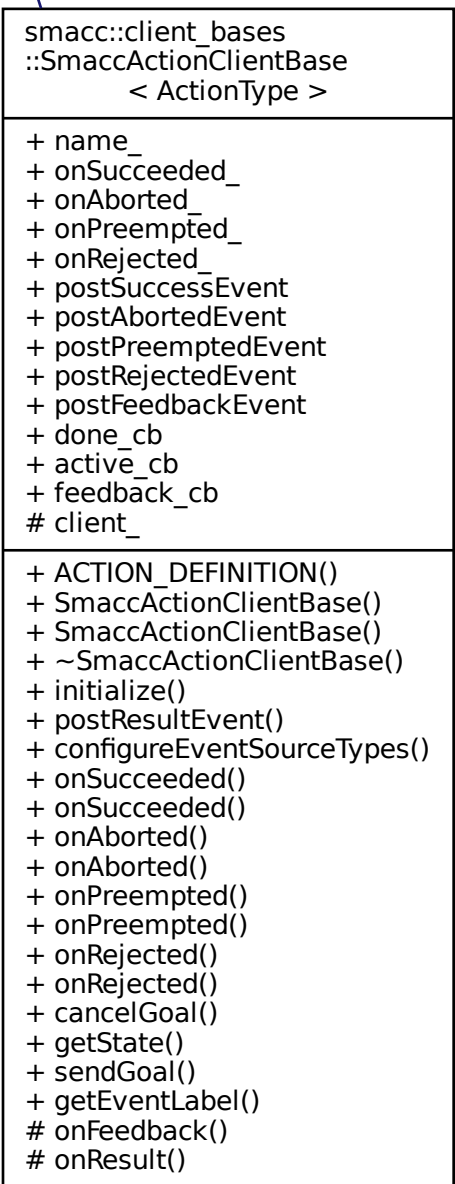 smacc::client_bases
::SmaccActionClientBase
< ActionType >
+ name_
+ onSucceeded_
+ onAborted_
+ onPreempted_
+ onRejected_
+ postSuccessEvent
+ postAbortedEvent
+ postPreemptedEvent
+ postRejectedEvent
+ postFeedbackEvent
+ done_cb
+ active_cb
+ feedback_cb
# client_
+ ACTION_DEFINITION()
+ SmaccActionClientBase()
+ SmaccActionClientBase()
+ ~SmaccActionClientBase()
+ initialize()
+ postResultEvent()
+ configureEventSourceTypes()
+ onSucceeded()
+ onSucceeded()
+ onAborted()
+ onAborted()
+ onPreempted()
+ onPreempted()
+ onRejected()
+ onRejected()
+ cancelGoal()
+ getState()
+ sendGoal()
+ getEventLabel()
# onFeedback()
# onResult()